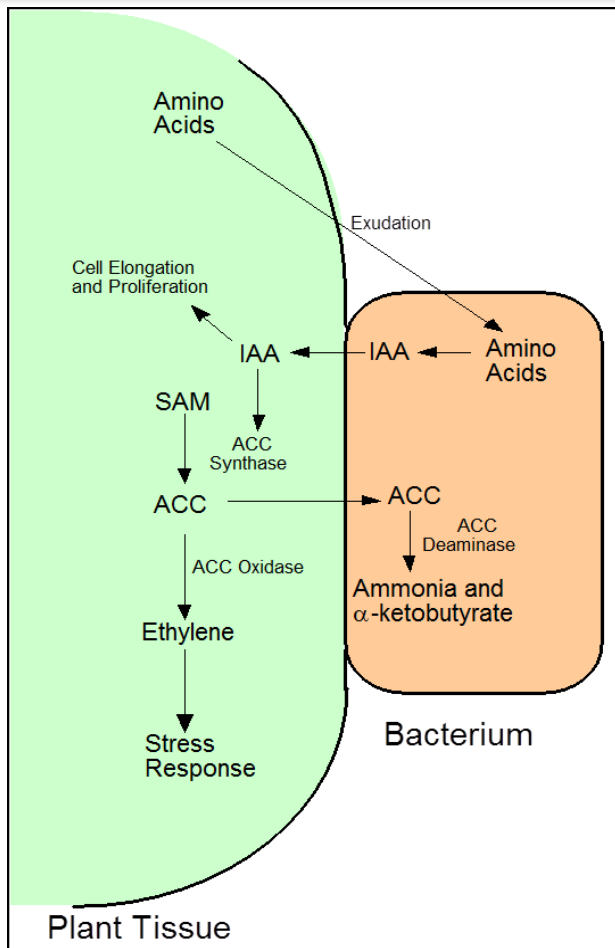 Amino
Acids
Exudation
Cell Elongation
and Proliferation
IAA
IAA
Amino
Acids
SAM
ACC
Synthase
ACC
ACC
ACC
Deaminase
ACC Oxidase
Ammonia and
α-ketobutyrate
Ethylene
Stress
Response
Bacterium
Plant Tissue